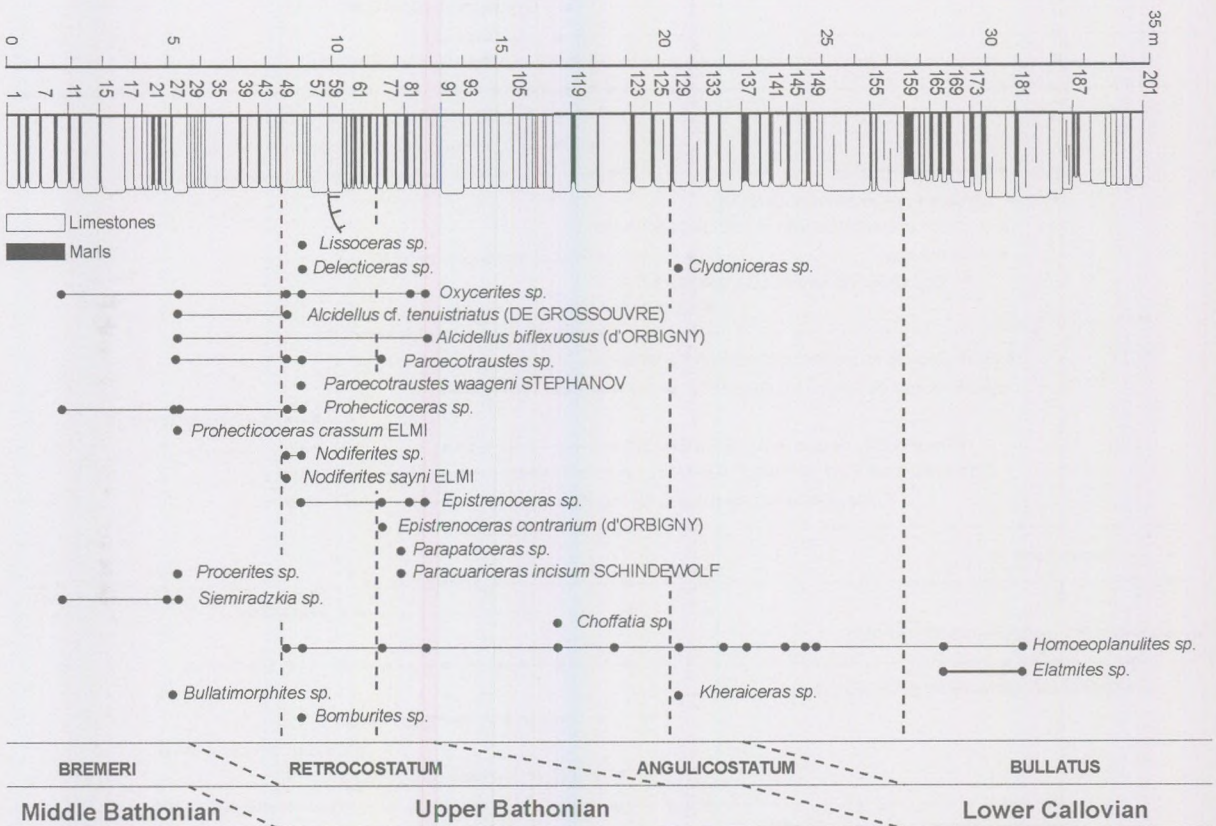 0 5 10 15 20 25 30 35 m
1 7 11 15 17 21 27 29 35 39 43 49 57 59 61 77 81 91 93 105 119 123 125 129 133 137 141 145 149 155 159 165 169 173 181 187 201
Limestones
Marls
Lissoceras sp.
Delecticeras sp.
Clydoniceras sp.
Oxycerites sp.
Alcidellus cf. tenuistriatus (DE GROSSOUVRE)
Alcidellus biflexuosus (d'ORBIGNY)
Paroecotraustes sp.
Paroecotraustes waageni STEPHANOV
Prohecticoceras sp.
Prohecticoceras crassum ELMI
Nodiferites sp.
Nodiferites sayni ELMI
Epistrenoceras sp.
Epistrenoceras contrarium (d'ORBIGNY)
Parapatoceras sp.
Procerites sp.
Paracuariceras incisum SCHINDEWOLF
Siemiradzkia sp.
Choffatia sp
Homoeoplanulites sp.
Elatmites sp.
Bullatimorphites sp.
Kheraiceras sp.
Bomburites sp.
BREMERI RETROCOSTATUM ANGULICOSTATUM BULLATUS
Middle Bathonian Upper Bathonian Lower Callovian